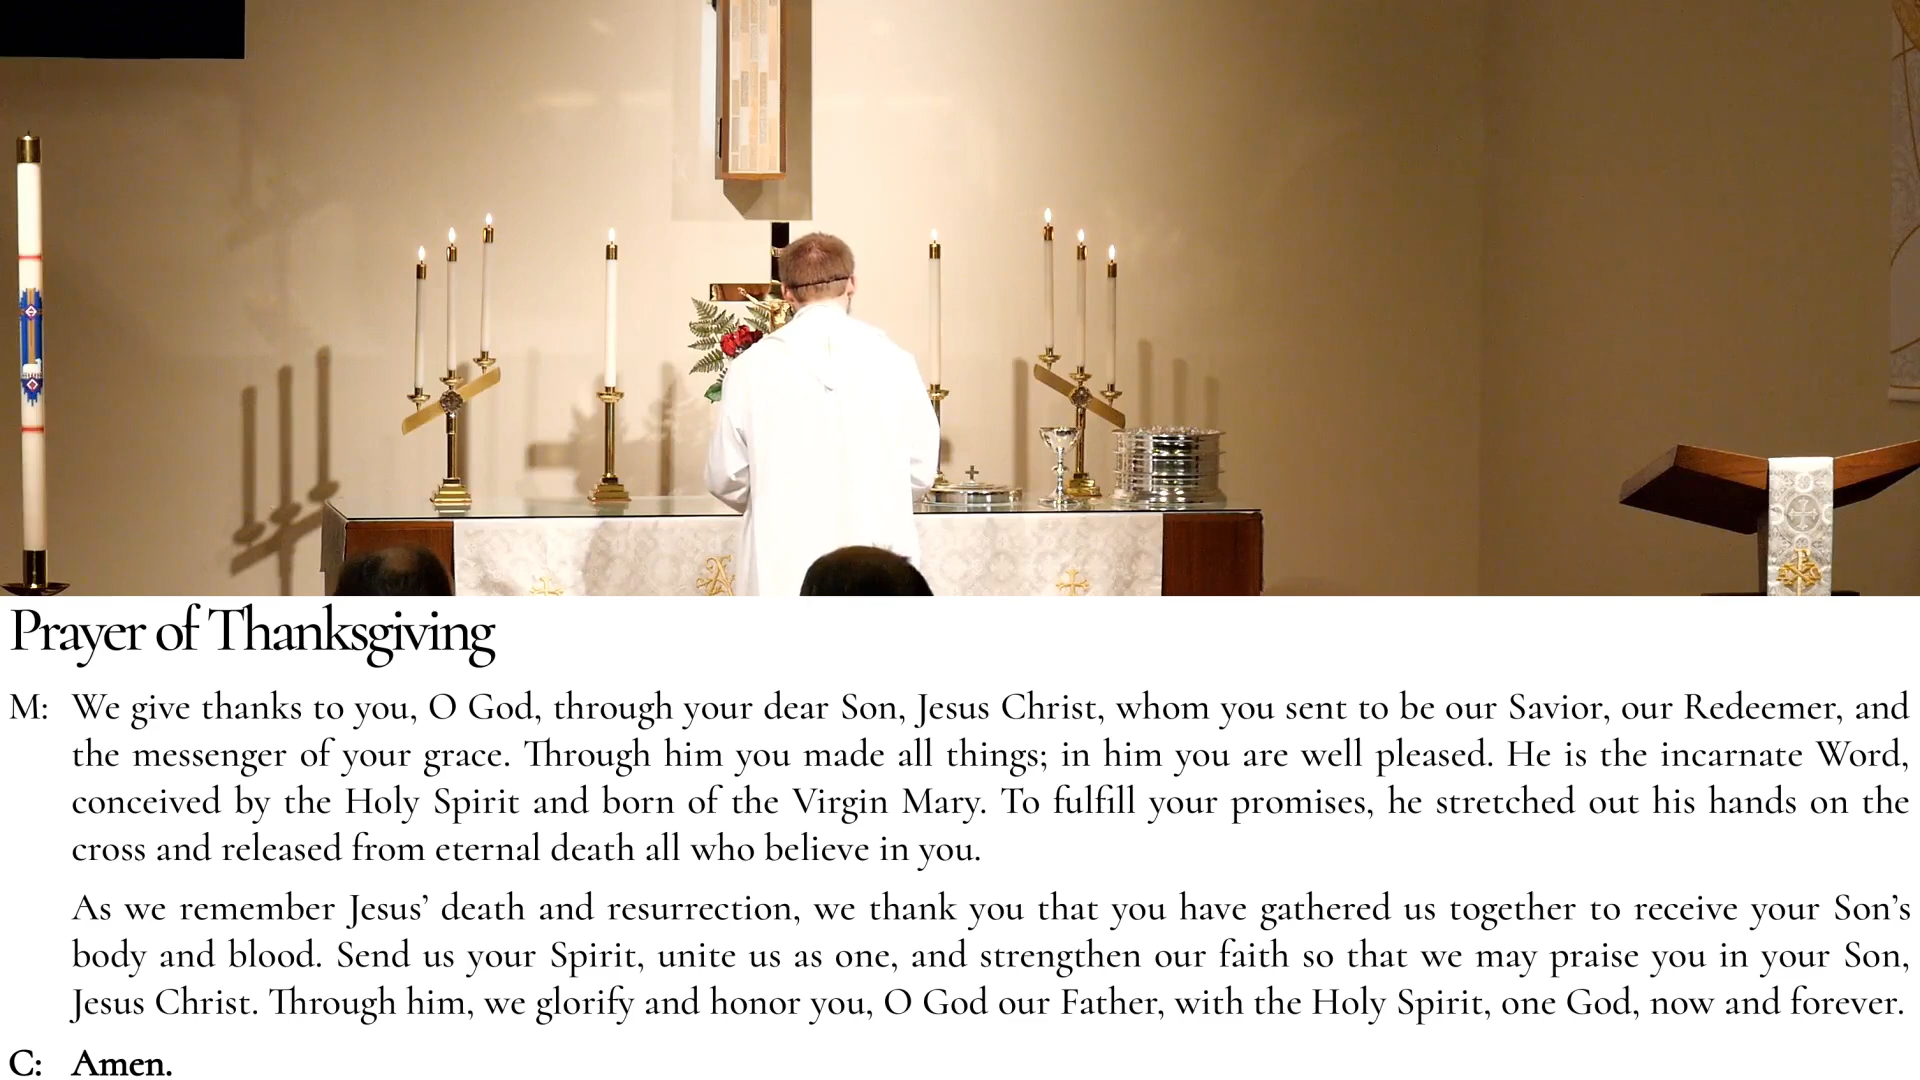 Prayer of Thanksgiving
M: We give thanks to you, O God, through your dear Son, Jesus Christ, whom you sent to be our Savior, our Redeemer, and
the messenger of your grace. Through him you made all things; in him you are well pleased. He is the incarnate Word,
conceived by the Holy Spirit and born of the Virgin Mary. To fulfill your promises, he stretched out his hands on the
cross and released from eternal death all who believe in you.
As we remember Jesus’ death and resurrection, we thank you that you have gathered us together to receive your Son’s
body and blood. Send us your Spirit, unite us as one, and strengthen our faith so that we may praise you in your Son,
Jesus Christ. Through him, we glorify and honor you, O God our Father, with the Holy Spirit, one God, now and forever.
C: Amen.